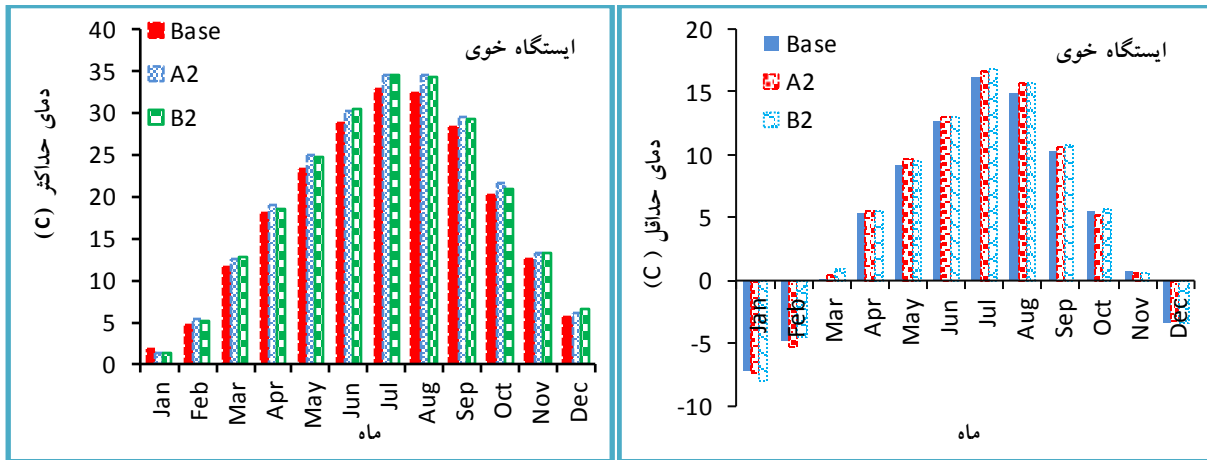 ایستگاه خوی
Base
A2
B2
دمای حداکثر (C)
40
35
30
25
20
15
10
5
0
Jan Feb Mar Apr May Jun Jul Aug Sep Oct Nov Dec
ماه
ایستگاه خوی
Base
A2
B2
دمای حداقل (C)
20
15
10
5
0
-5
-10
Jan Feb Mar Apr May Jun Jul Aug Sep Oct Nov Dec
ماه